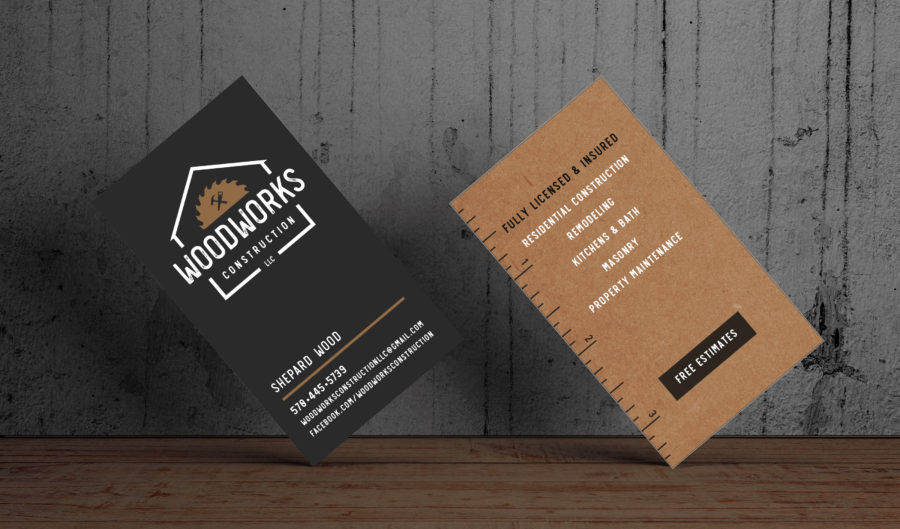 WOODWORKS
CONSTRUCTION
LLC
SHEPARD WOOD
570-445-5739
WOODWORKSCONSTRUCTIONLLC@GMAIL.COM
FACEBOOK.COM/WOODWORKSCONSTRUCTION
FULLY LICENSED & INSURED
RESIDENTIAL CONSTRUCTION
REMODELING
KITCHENS & BATH
MASONRY
PROPERTY MAINTENANCE
FREE ESTIMATES
1
2
3